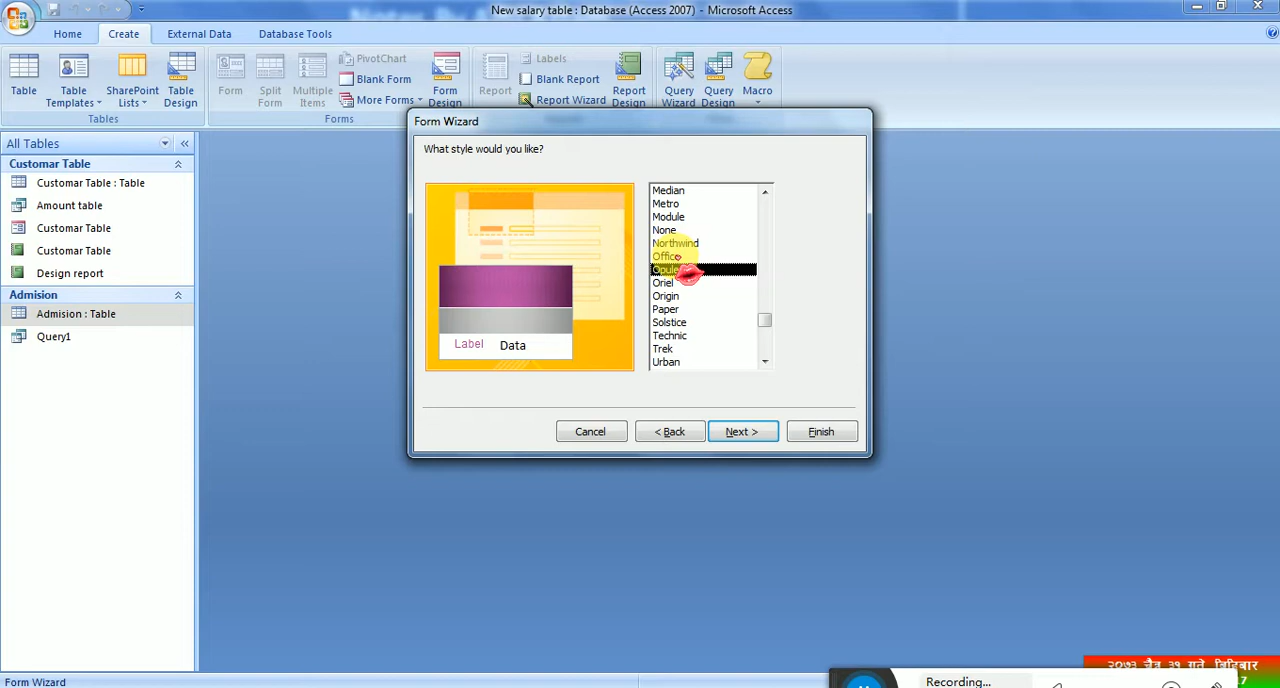 New salary table : Database (Access 2007) - Microsoft Access
Home Create External Data Database Tools
Table
Table Templates
SharePoint Lists
Table Design
Tables
Form
Split Form
Multiple Items
PivotChart
Blank Form
More Forms
Form Design
Forms
Report
Labels
Blank Report
Report Wizard
Report Design
Query Wizard
Query Design
Macro
All Tables
Customar Table
Customar Table : Table
Amount table
Customar Table
Customar Table
Design report
Admision
Admision : Table
Query1
Form Wizard
What style would you like?
Label Data
Median
Metro
Module
None
Northwind
Office
Oriel
Origin
Paper
Solstice
Technic
Trek
Urban
Cancel < Back Next > Finish
२०७३ चैत्र ३१ गते बिहिबार
Recording...
Form Wizard